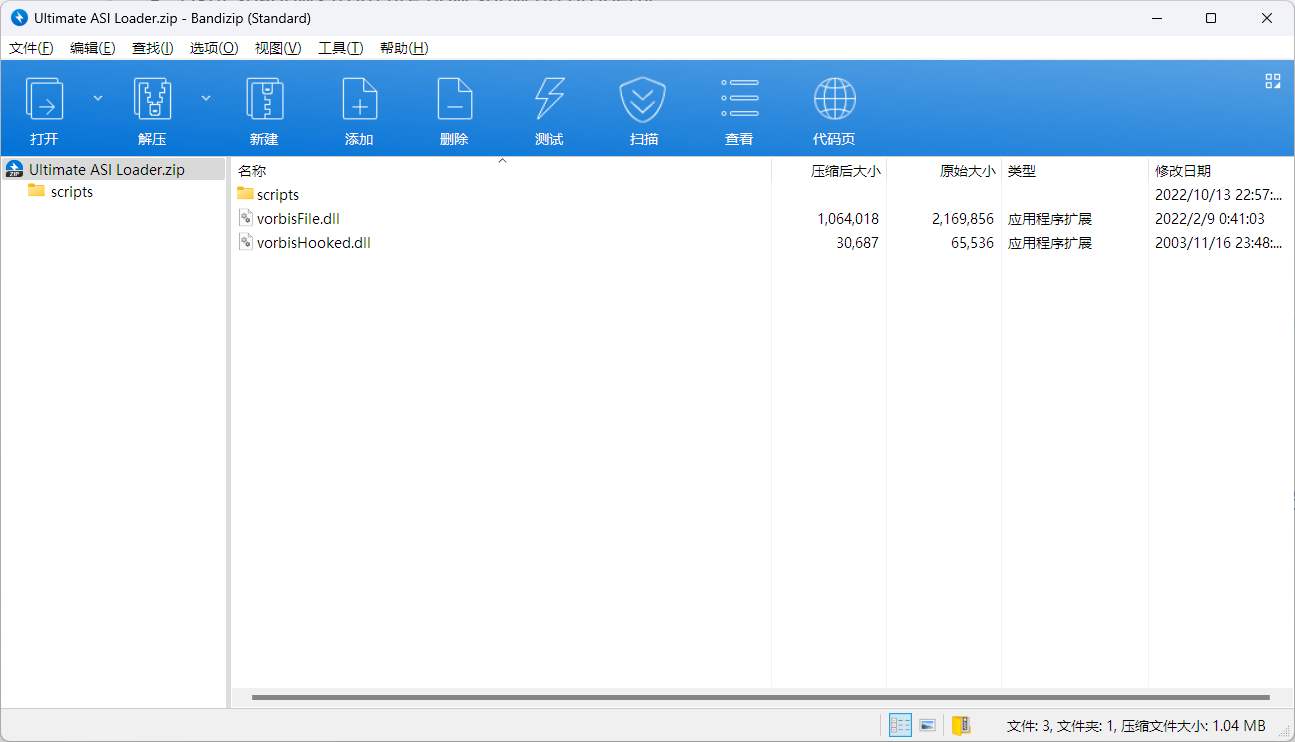 Ultimate ASI Loader.zip - Bandizip (Standard)
文件(F) 编辑(E) 查找(I) 选项(O) 视图(V) 工具(T) 帮助(H)
打开 解压 新建 添加 删除 测试 扫描 查看 代码页
Ultimate ASI Loader.zip
scripts
名称 压缩后大小 原始大小 类型 修改日期
scripts 2022/10/13 22:57:...
vorbisFile.dll 1,064,018 2,169,856 应用程序扩展 2022/2/9 0:41:03
vorbisHooked.dll 30,687 65,536 应用程序扩展 2003/11/16 23:48:...
文件: 3, 文件夹: 1, 压缩文件大小: 1.04 MB